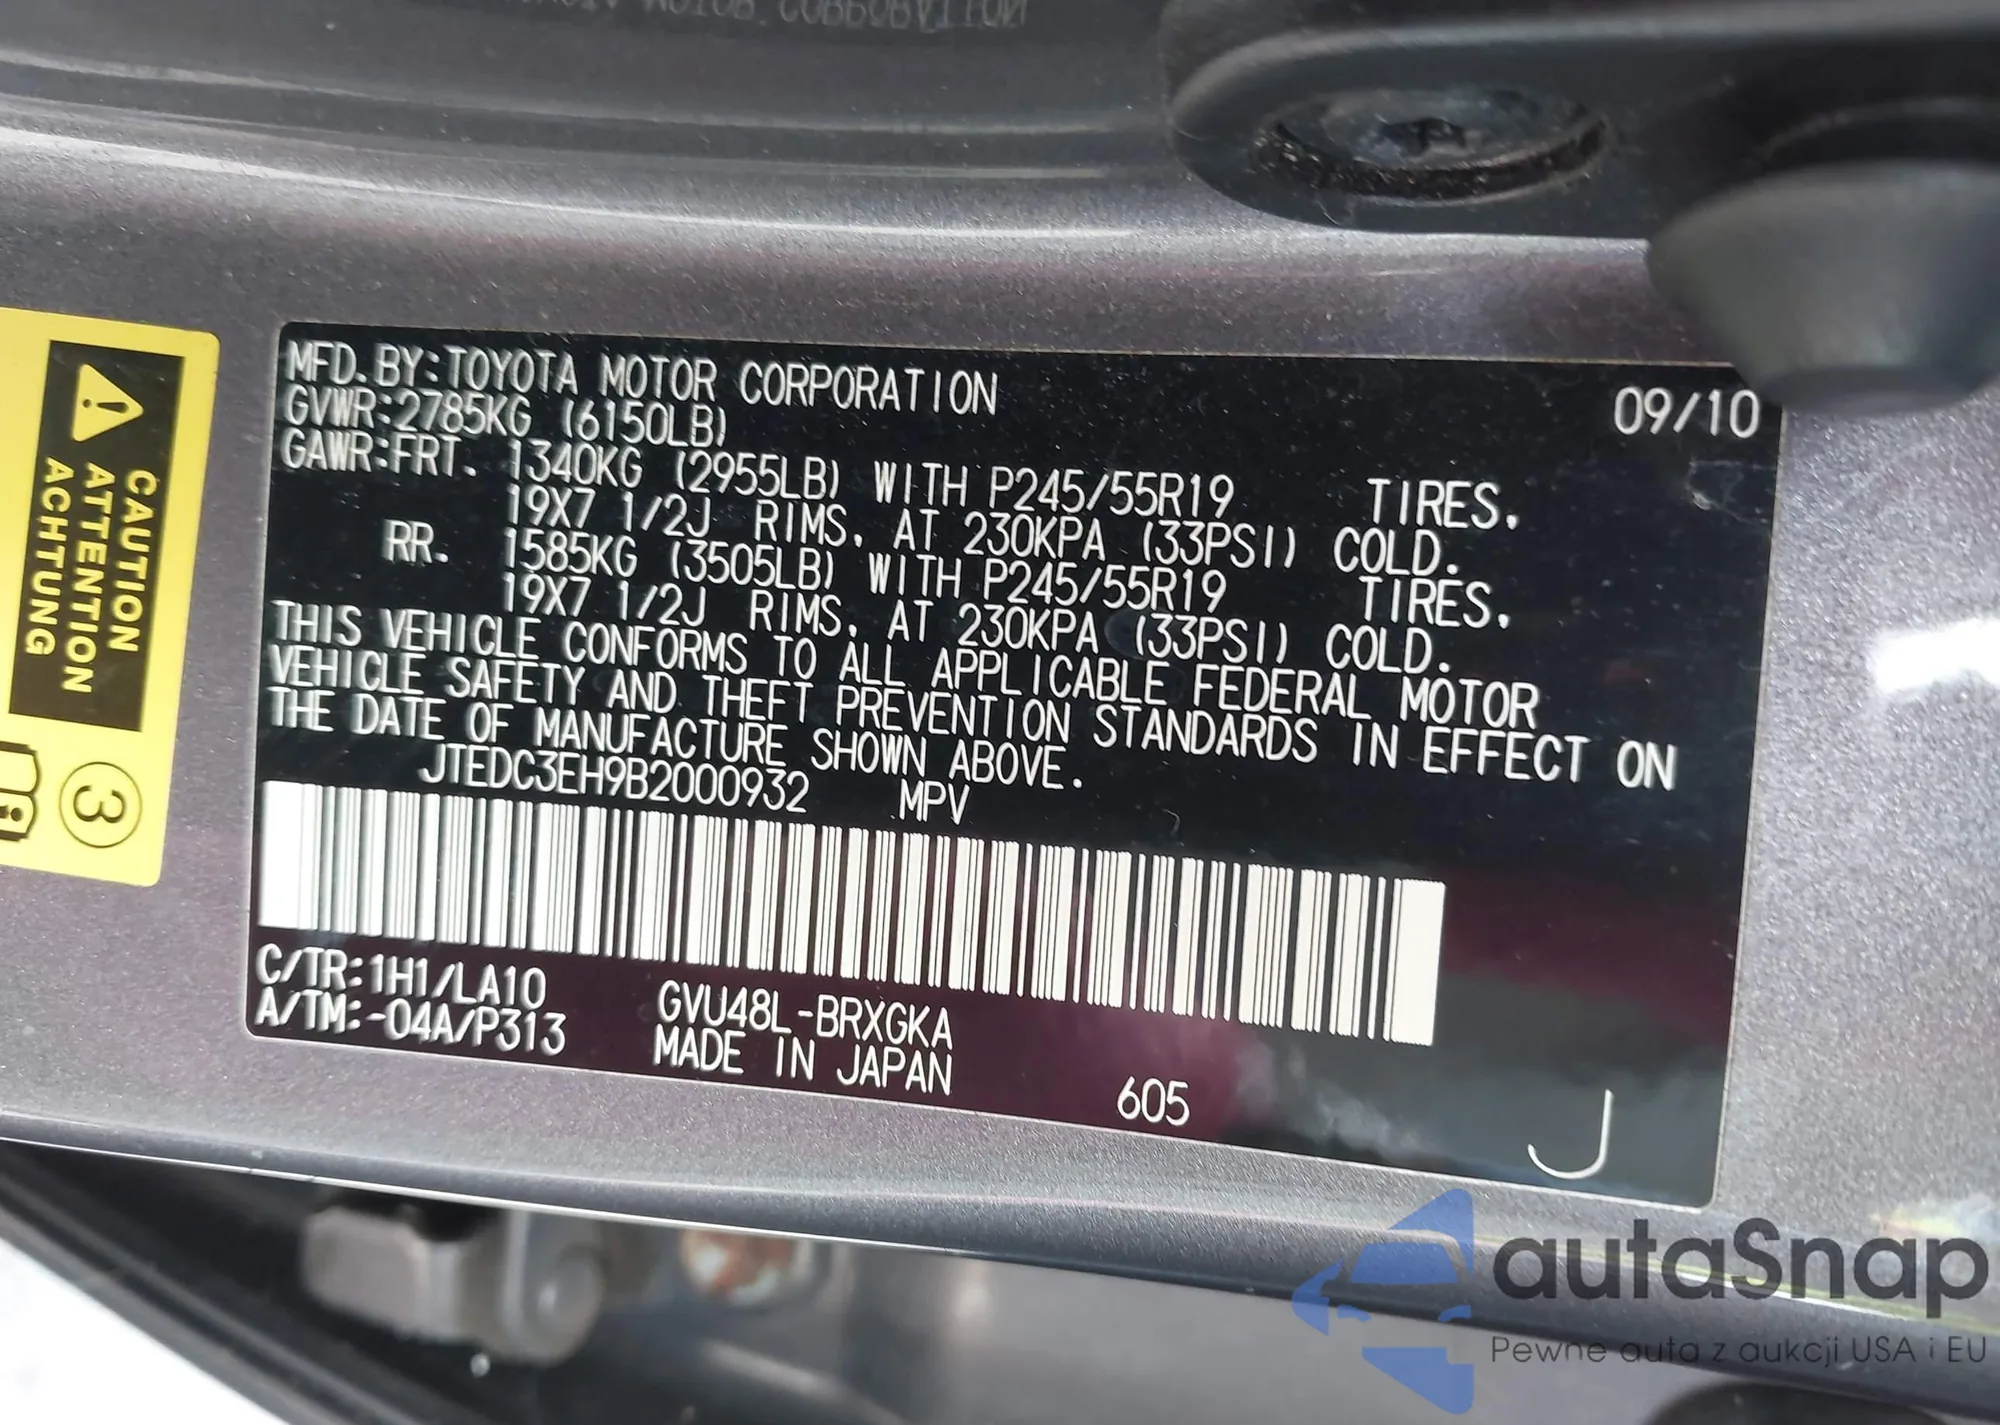 MFD. BY: TOYOTA MOTOR CORPORATION 09/10
GVWR: 2785KG (6150LB)
GAWR: FRT. 1340KG (2955LB) WITH P245/55R19 TIRES,
19X7 1/2J RIMS, AT 230KPA (33PSI) COLD.
RR. 1585KG (3505LB) WITH P245/55R19 TIRES,
19X7 1/2J RIMS, AT 230KPA (33PSI) COLD.
THIS VEHICLE CONFORMS TO ALL APPLICABLE FEDERAL MOTOR
VEHICLE SAFETY AND THEFT PREVENTION STANDARDS IN EFFECT ON
THE DATE OF MANUFACTURE SHOWN ABOVE.
JTEDC3EH9B2000932 MPV
C/TR: 1H1/LA10 GVU48L-BRXGKA
A/TM: -04A/P313 MADE IN JAPAN
605
J
CAUTION
ATTENTION
ACHTUNG
3
autaSnap
Pewne auta z aukcji USA i EU